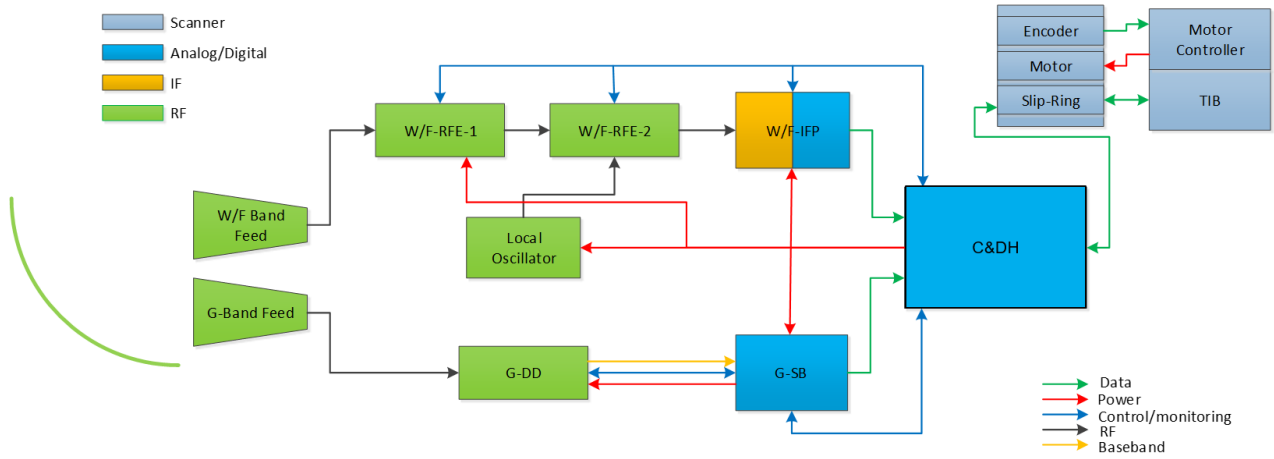 Scanner
Analog/Digital
IF
RF
Encoder
Motor
Slip-Ring
Motor
Controller
TIB
W/F-RFE-1
W/F-RFE-2
W/F-IFP
W/F Band
Feed
Local
Oscillator
C&DH
G-Band Feed
G-DD
G-SB
Data
Power
Control/monitoring
RF
Baseband